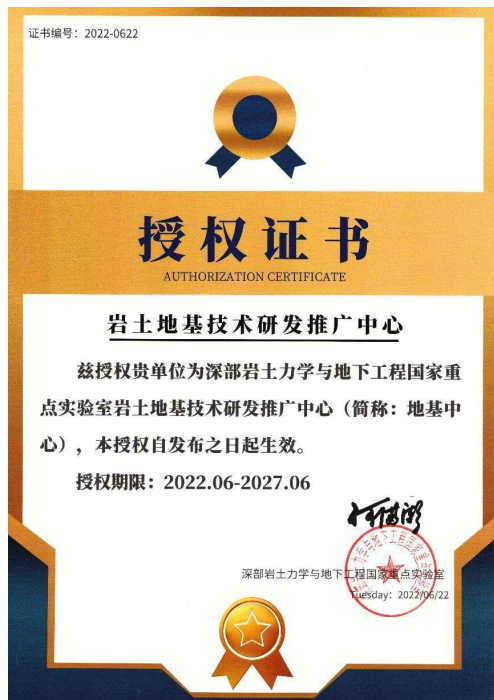 证书编号：2022-0622
授权证书
AUTHORIZATION CERTIFICATE
岩土地基技术研发推广中心
兹授权贵单位为深部岩土力学与地下工程国家重
点实验室岩土地基技术研发推广中心（简称：地基中
心），本授权自发布之日起生效。
授权期限：2022.06-2027.06
深部岩土力学与地下工程国家重点实验室
Tuesday：2022/06/22